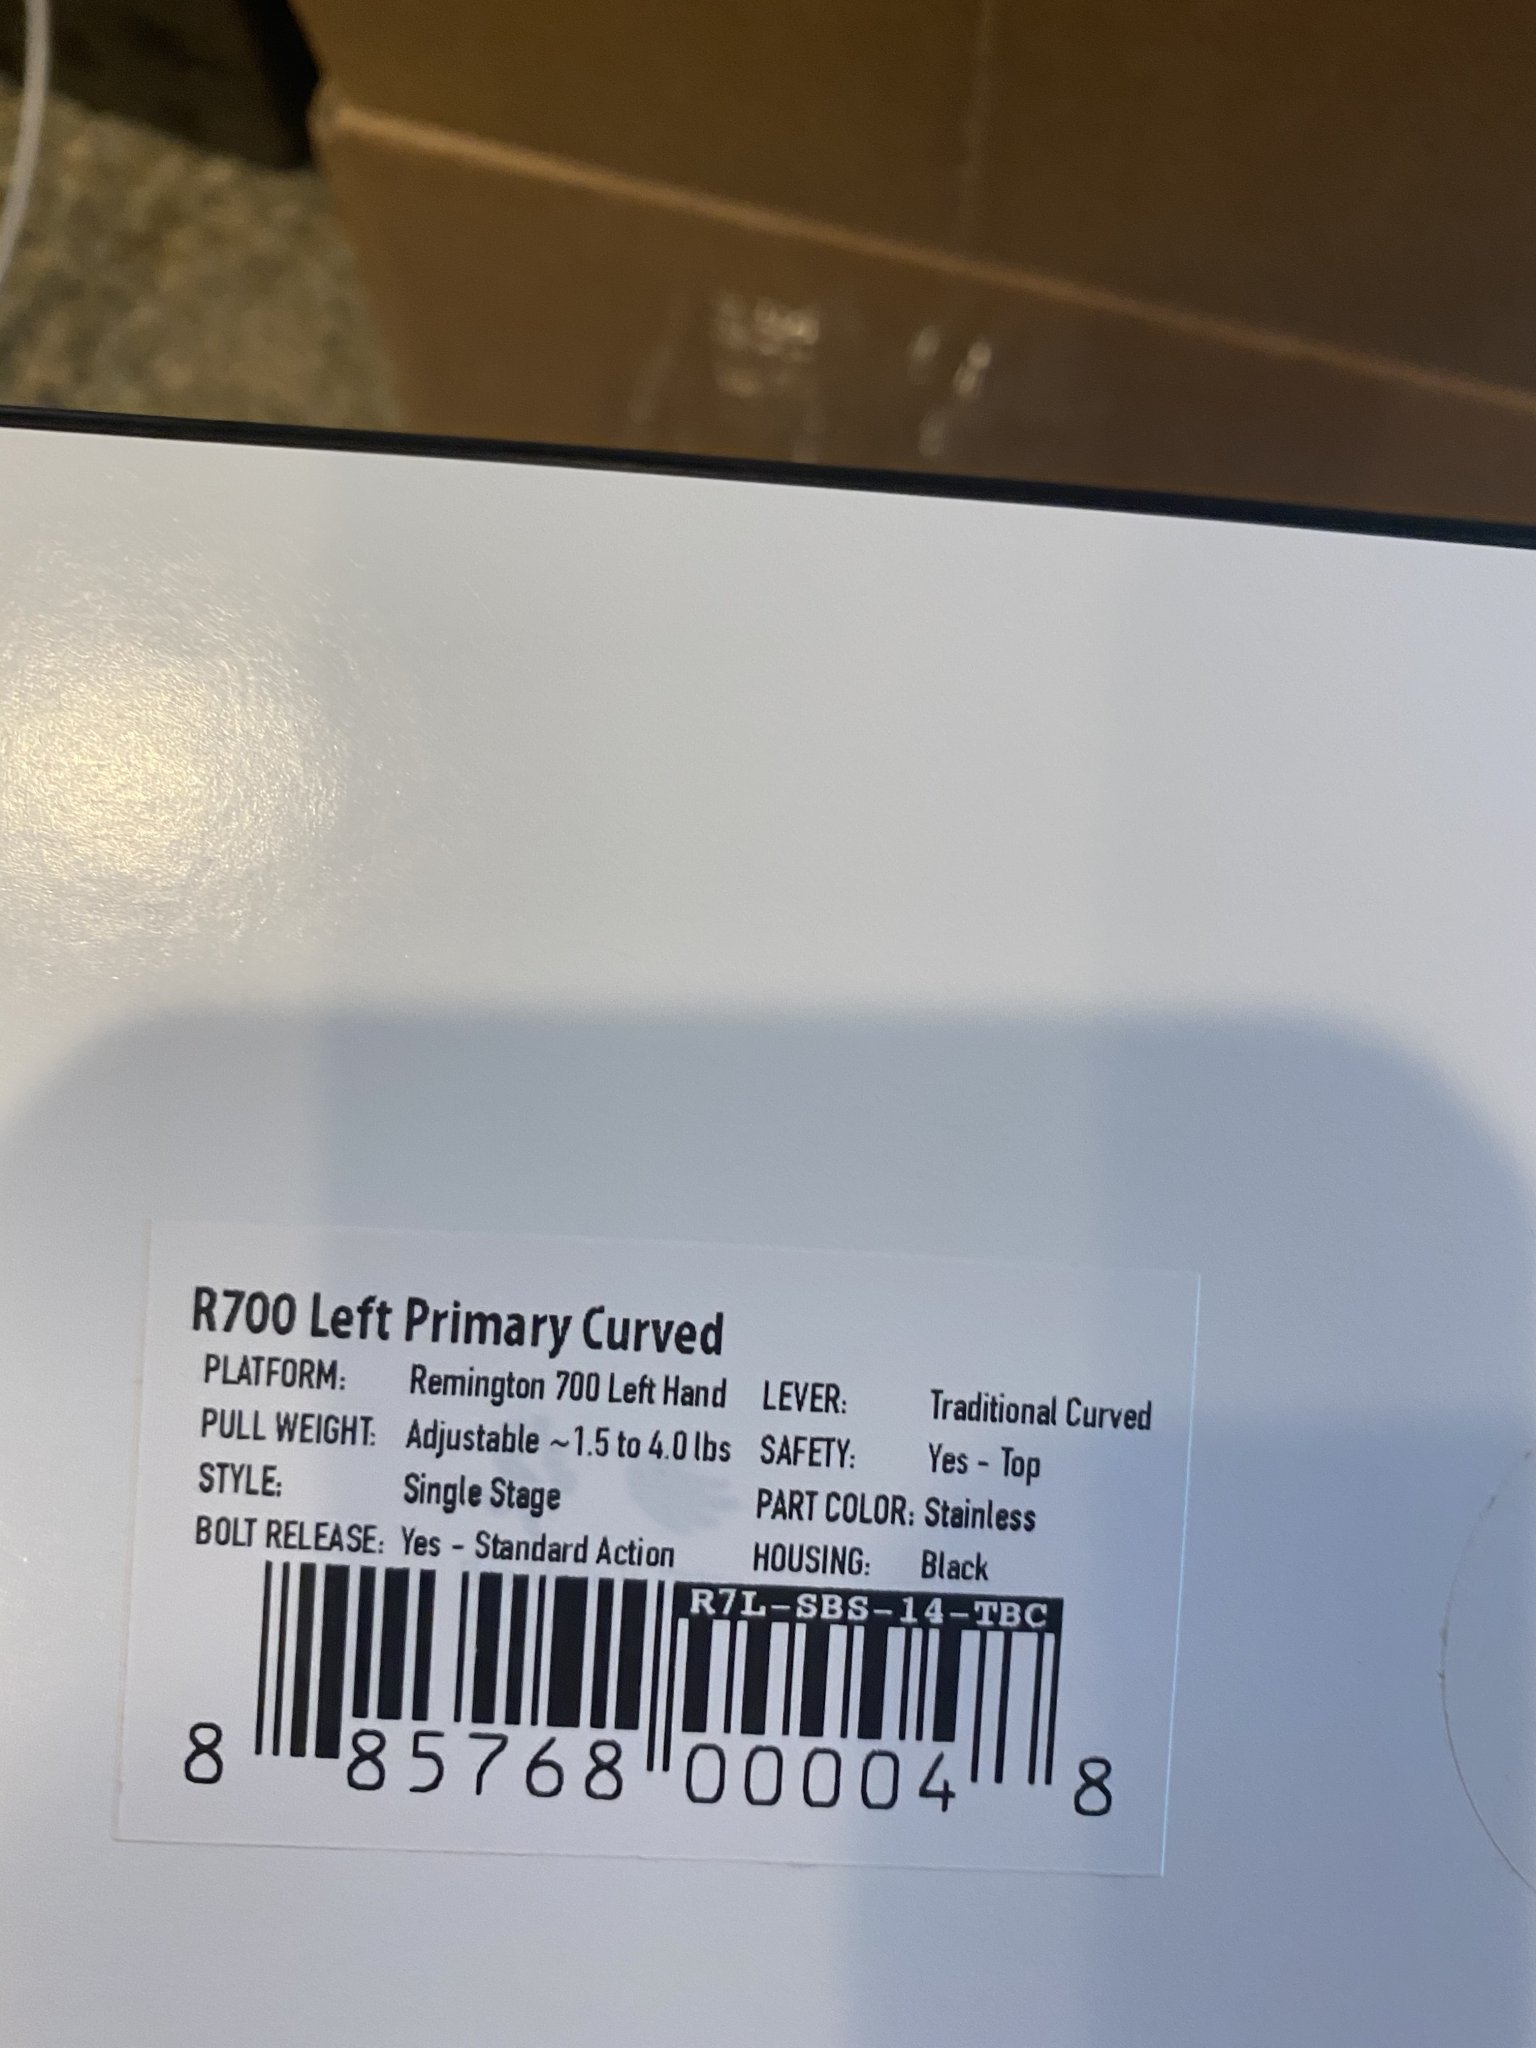 R700 Left Primary Curved
PLATFORM: Remington 700 Left Hand LEVER: Traditional Curved
PULL WEIGHT: Adjustable ~1.5 to 4.0 lbs SAFETY: Yes - Top
STYLE: Single Stage PART COLOR: Stainless
BOLT RELEASE: Yes - Standard Action HOUSING: Black
R7L-SBS-14-TBC
8 85768 00004 8